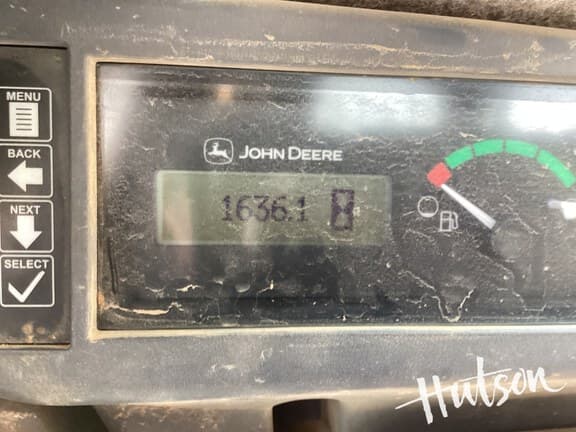 MENU
BACK
NEXT
SELECT
JOHN DEERE
1636.1
Hutson